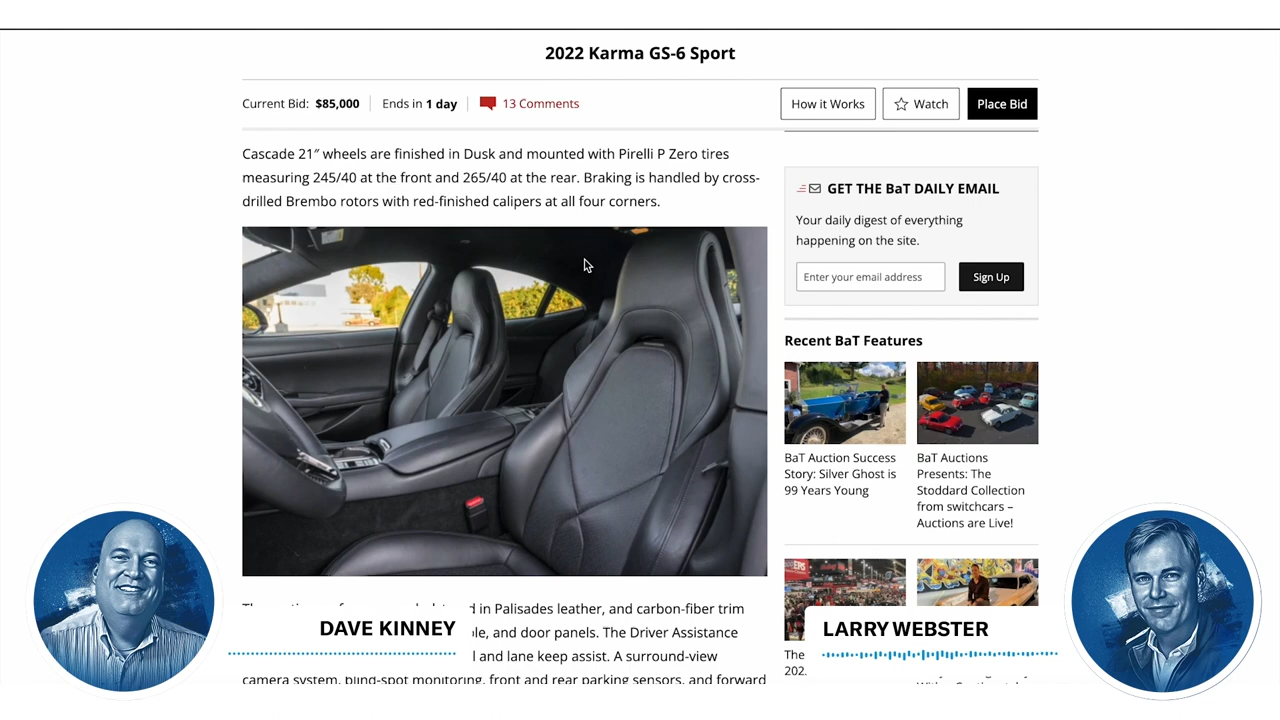 2022 Karma GS-6 Sport
Current Bid: $85,000
Ends in 1 day
13 Comments
How it Works
Watch
Place Bid
Cascade 21″ wheels are finished in Dusk and mounted with Pirelli P Zero tires
measuring 245/40 at the front and 265/40 at the rear. Braking is handled by cross-
drilled Brembo rotors with red-finished calipers at all four corners.
GET THE BaT DAILY EMAIL
Your daily digest of everything
happening on the site.
Enter your email address
Sign Up
Recent BaT Features
BaT Auction Success
Story: Silver Ghost is
99 Years Young
BaT Auctions
Presents: The
Stoddard Collection
from switchcars –
Auctions are Live!
in Palisades leather, and carbon-fiber trim
and door panels. The Driver Assistance
and lane keep assist. A surround-view
camera system, blind-spot monitoring, front and rear parking sensors, and forward
The
202.
DAVE KINNEY
LARRY WEBSTER